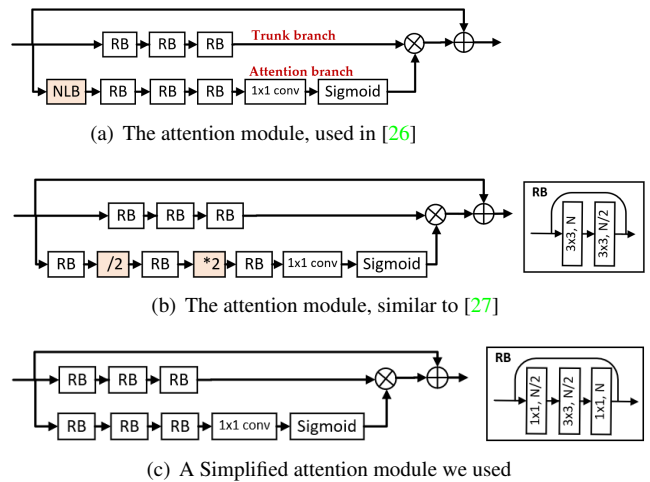 RB RB RB Trunk branch
Attention branch
NLB RB RB RB 1x1 conv Sigmoid
(a) The attention module, used in [26]
RB RB RB
RB /2 RB *2 RB 1x1 conv Sigmoid
RB
3x3, N
3x3, N/2
(b) The attention module, similar to [27]
RB RB RB
RB RB RB 1x1 conv Sigmoid
RB
1x1, N/2
3x3, N/2
1x1, N
(c) A Simplified attention module we used